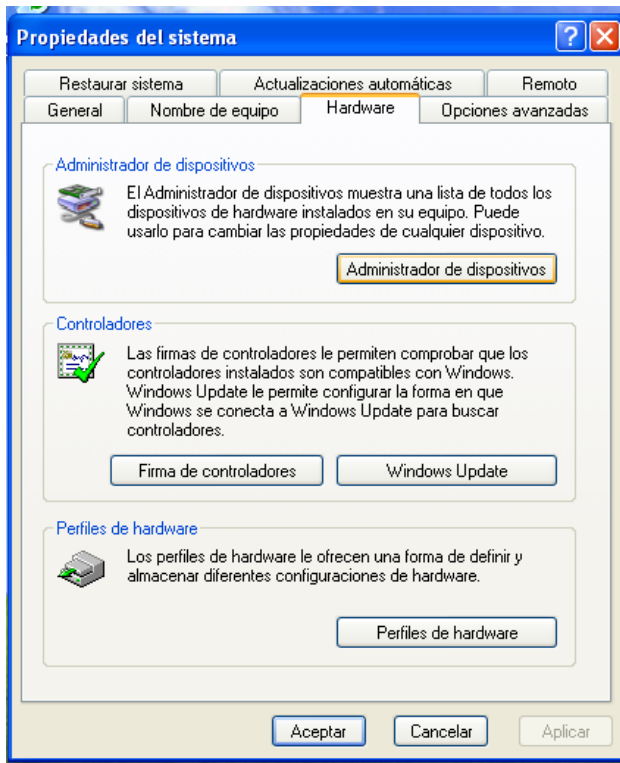 Propiedades del sistema
Restaurar sistema
Actualizaciones automáticas
Remoto
General
Nombre de equipo
Hardware
Opciones avanzadas
Administrador de dispositivos
El Administrador de dispositivos muestra una lista de todos los
dispositivos de hardware instalados en su equipo. Puede
usarlo para cambiar las propiedades de cualquier dispositivo.
Administrador de dispositivos
Controladores
Las firmas de controladores le permiten comprobar que los
controladores instalados son compatibles con Windows.
Windows Update le permite configurar la forma en que
Windows se conecta a Windows Update para buscar
controladores.
Firma de controladores
Windows Update
Perfiles de hardware
Los perfiles de hardware le ofrecen una forma de definir y
almacenar diferentes configuraciones de hardware.
Perfiles de hardware
Aceptar
Cancelar
Aplicar